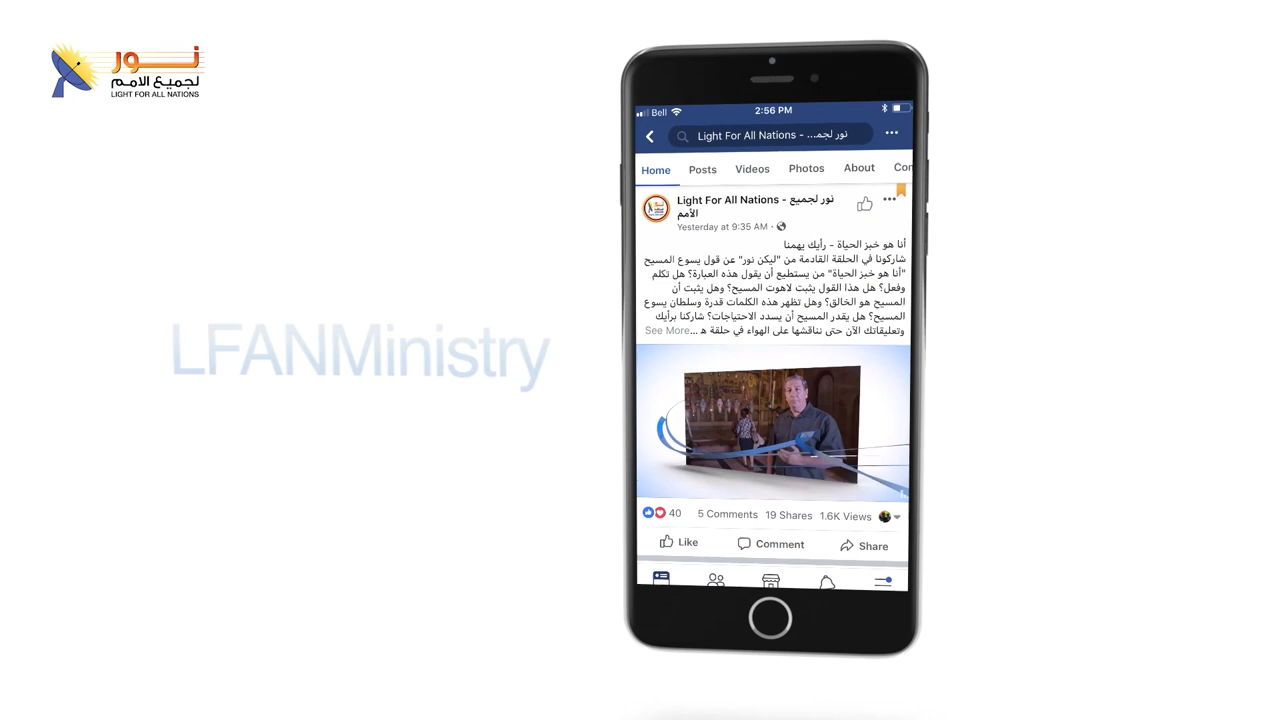 نور
لجميع الامم
LIGHT FOR ALL NATIONS
LFANMinistry
Bell
2:56 PM
Light For All Nations - ...نور لجمـ
Home Posts Videos Photos About Con
Light For All Nations - نور لجميع
الأمم
Yesterday at 9:35 AM
أنا هو خبز الحياة - رأيك يهمنا
شاركونا في الحلقة القادمة من "ليكن نور" عن قول يسوع المسيح
"أنا هو خبز الحياة" من يستطيع أن يقول هذه العبارة؟ هل تكلم
وفعل؟ هل هذا القول يثبت لاهوت المسيح؟ وهل يثبت أن
المسيح هو الخالق؟ وهل تظهر هذه الكلمات قدرة وسلطان يسوع
المسيح؟ هل يقدر المسيح أن يسدد الاحتياجات؟ شاركنا برأيك
وتعليقاتك الآن حتى نناقشها على الهواء في حلقة هـ ...See More
40 5 Comments 19 Shares 1.6K Views
Like Comment Share